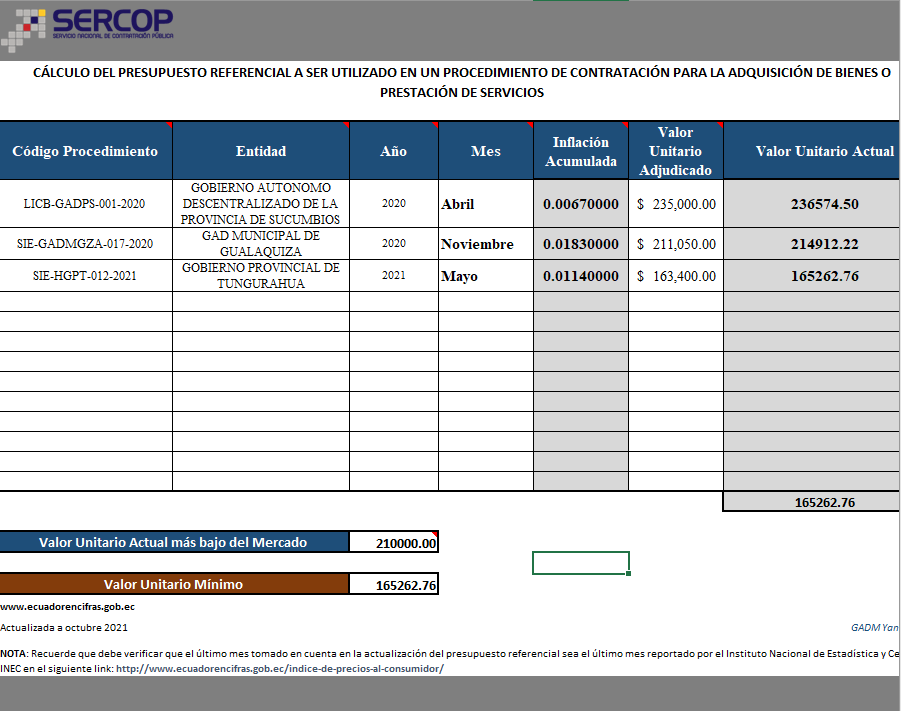 SERCOP
SERVICIO NACIONAL DE CONTRATACIÓN PÚBLICA
CÁLCULO DEL PRESUPUESTO REFERENCIAL A SER UTILIZADO EN UN PROCEDIMIENTO DE CONTRATACIÓN PARA LA ADQUISICIÓN DE BIENES O
PRESTACIÓN DE SERVICIOS
Código Procedimiento Entidad Año Mes Inflación Acumulada Valor Unitario Adjudicado Valor Unitario Actual
LICB-GADPS-001-2020 GOBIERNO AUTONOMO DESCENTRALIZADO DE LA PROVINCIA DE SUCUMBIOS 2020 Abril 0.00670000 $ 235,000.00 236574.50
SIE-GADMGZA-017-2020 GAD MUNICIPAL DE GUALAQUIZA 2020 Noviembre 0.01830000 $ 211,050.00 214912.22
SIE-HGPT-012-2021 GOBIERNO PROVINCIAL DE TUNGURAHUA 2021 Mayo 0.01140000 $ 163,400.00 165262.76
165262.76
Valor Unitario Actual más bajo del Mercado 210000.00
Valor Unitario Mínimo 165262.76
www.ecuadorencifras.gob.ec
Actualizada a octubre 2021
GADM Yan
NOTA: Recuerde que debe verificar que el último mes tomado en cuenta en la actualización del presupuesto referencial sea el último mes reportado por el Instituto Nacional de Estadística y Ce
INEC en el siguiente link: http://www.ecuadorencifras.gob.ec/indice-de-precios-al-consumidor/